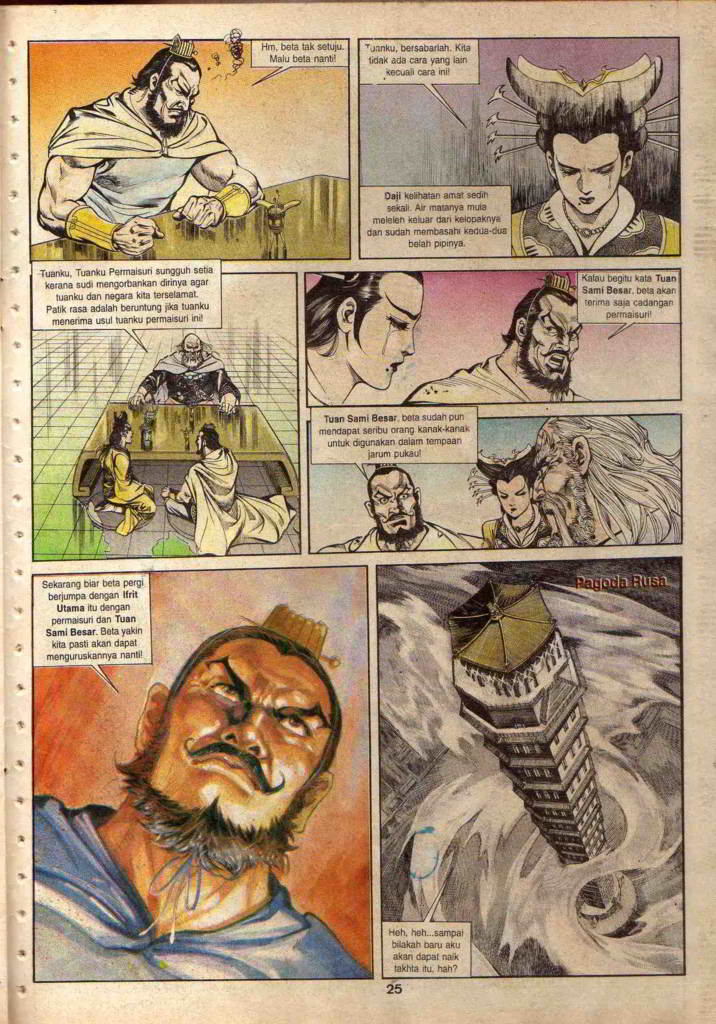 Hm, beta tak setuju.
Malu beta nanti!
Tuanku, bersabarlah. Kita
tidak ada cara yang lain
kecuali cara ini!
Daji kelihatan amat sedih
sekali. Air matanya mula
meleleh keluar dari kelopaknya
dan sudah membasahi kedua-dua
belah pipinya.
Tuanku, Tuanku Permaisuri sungguh setia
kerana sudi mengorbankan dirinya agar
tuanku dan negara kita terselamat.
Patik rasa adalah beruntung jika tuanku
menerima usul tuanku permaisuri ini!
Kalau begitu kata Tuan
Sami Besar, beta akan
terima saja cadangan
permaisuri!
Tuan Sami Besar, beta sudah pun
mendapat seribu orang kanak-kanak
untuk digunakan dalam tempaan
jarum pukau!
Sekarang biar beta pergi
berjumpa dengan Ifrit
Utama itu dengan
permaisuri dan Tuan
Sami Besar. Beta yakin
kita pasti akan dapat
menguruskannya nanti!
Pagoda Rusa
Heh, heh...sampai
bilakah baru aku
akan dapat naik
takhta itu, hah?
25